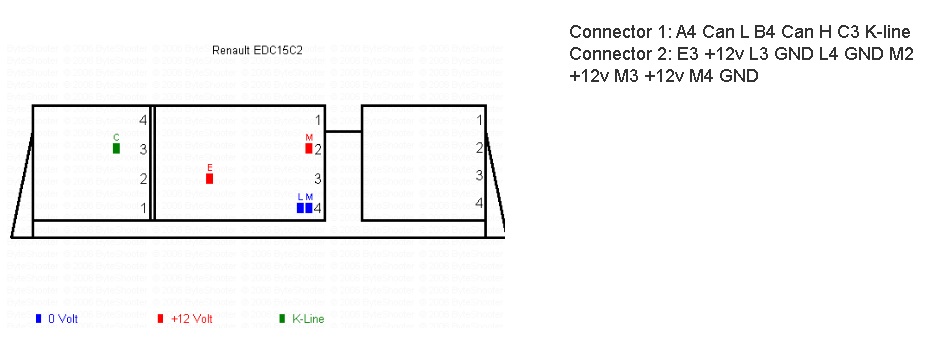 Renault EDC15C2
Connector 1: A4 Can L B4 Can H C3 K-line
Connector 2: E3 +12v L3 GND L4 GND M2
+12v M3 +12v M4 GND
4 1 1
C M
3 2 2
E
2 3 3
L M
1 4 4
0 Volt +12 Volt K-Line